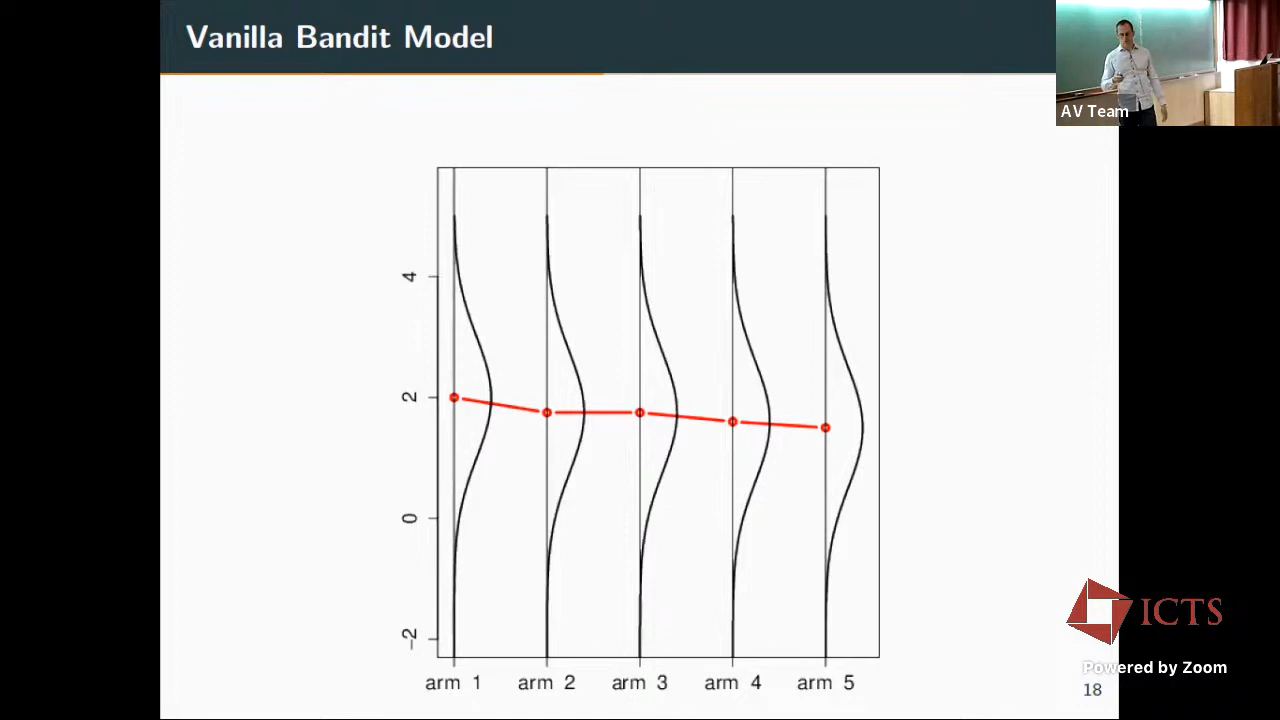 Vanilla Bandit Model
AV Team
4
2
0
-2
arm 1 arm 2 arm 3 arm 4 arm 5
ICTS
Powered by Zoom
18